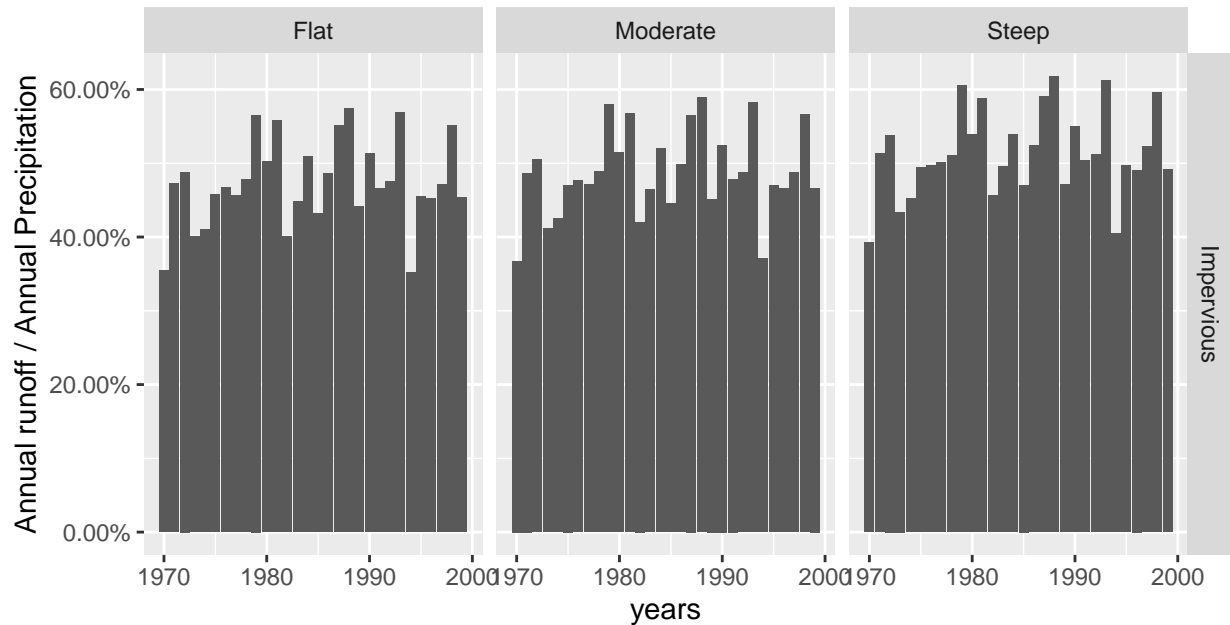 Flat Moderate Steep
Impervious
Annual runoff / Annual Precipitation
60.00%
40.00%
20.00%
0.00%
1970 1980 1990 2000 1970 1980 1990 2000 1970 1980 1990 2000
years